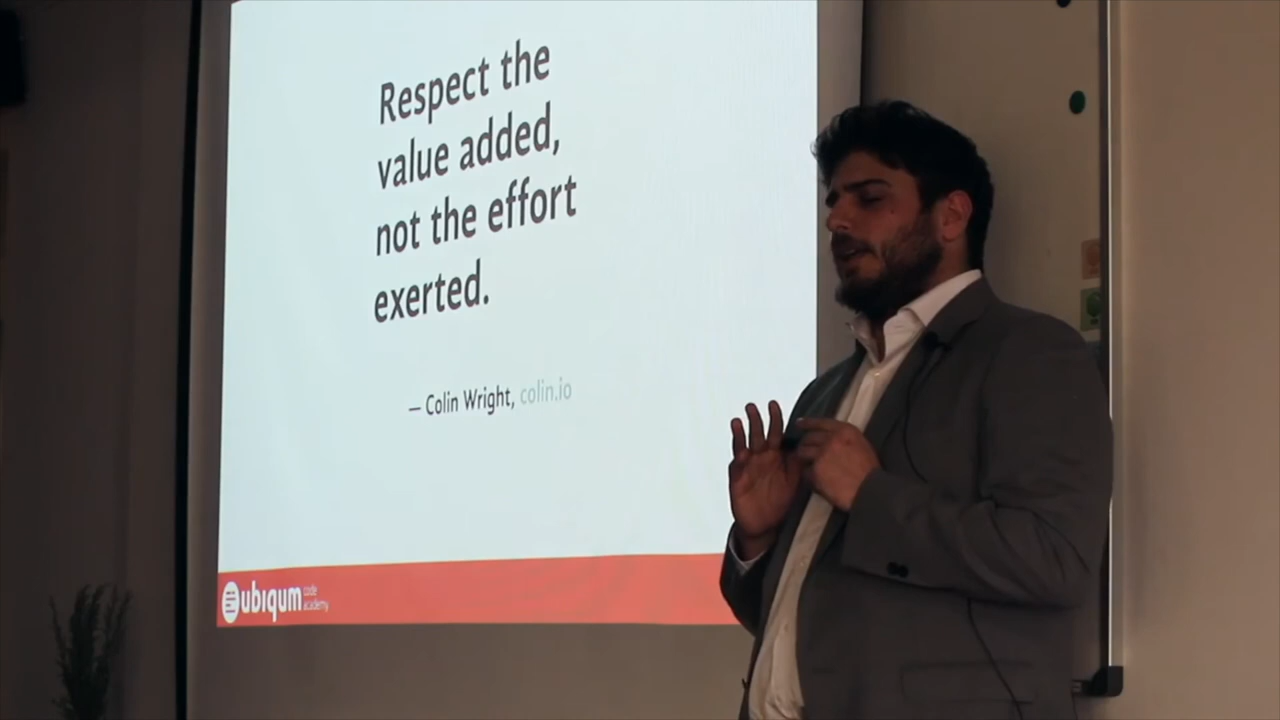 Respect the
value added,
not the effort
exerted.
– Colin Wright, colin.io
ubiqum code
academy